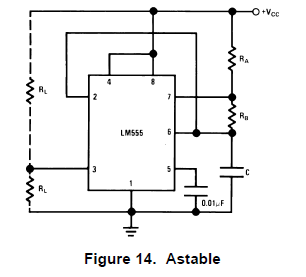 +VCC
RA
4
8
RL
2
7
RB
LM555
6
3
5
C
RL
1
0.01µF
Figure 14. Astable